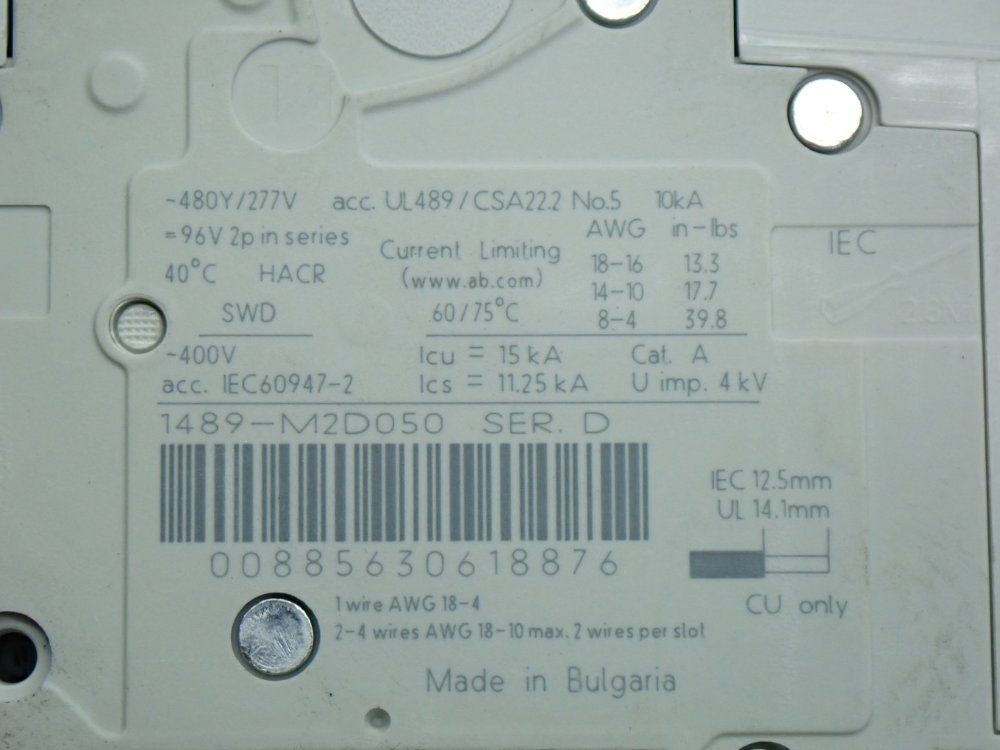 ~480Y/277V acc. UL489/CSA22.2 No.5 10kA
=96V 2p in series
40°C HACR
SWD
Current Limiting
(www.ab.com)
60/75°C
AWG in-lbs
18-16 13.3
14-10 17.7
8-4 39.8
IEC
~400V Icu = 15 kA Cat. A
acc. IEC60947-2 Ics = 11.25 kA U imp. 4 kV
1489-M2D050 SER. D
00885630618876
IEC 12.5mm
UL 14.1mm
CU only
1 wire AWG 18-4
2-4 wires AWG 18-10 max. 2 wires per slot
Made in Bulgaria